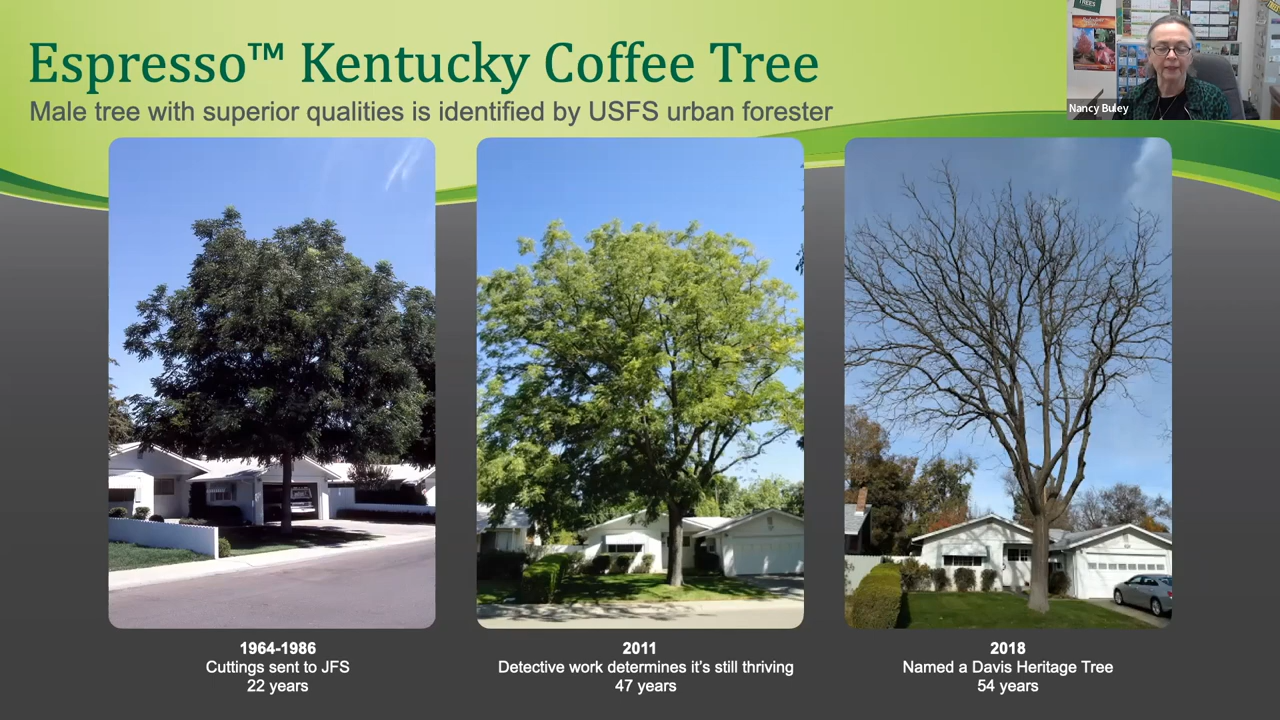 TREES
Espresso™ Kentucky Coffee Tree
Male tree with superior qualities is identified by USFS urban forester
Nancy Buley
1964-1986
Cuttings sent to JFS
22 years
2011
Detective work determines it's still thriving
47 years
2018
Named a Davis Heritage Tree
54 years